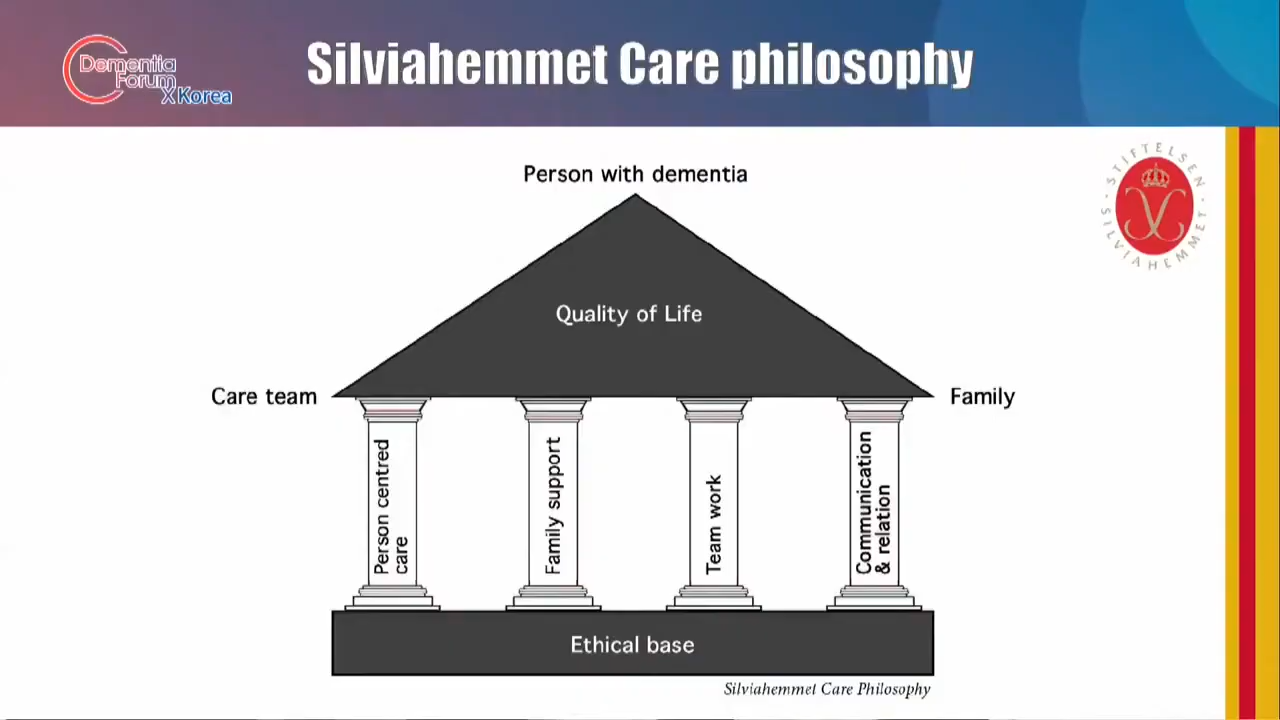 Dementia
Forum
X Korea
Silviahemmet Care philosophy
STIFTELSEN
SILVIAHEMMET
Person with dementia
Quality of Life
Care team
Family
Person centred
care
Family support
Team work
Communication
& relation
Ethical base
Silviahemmet Care Philosophy